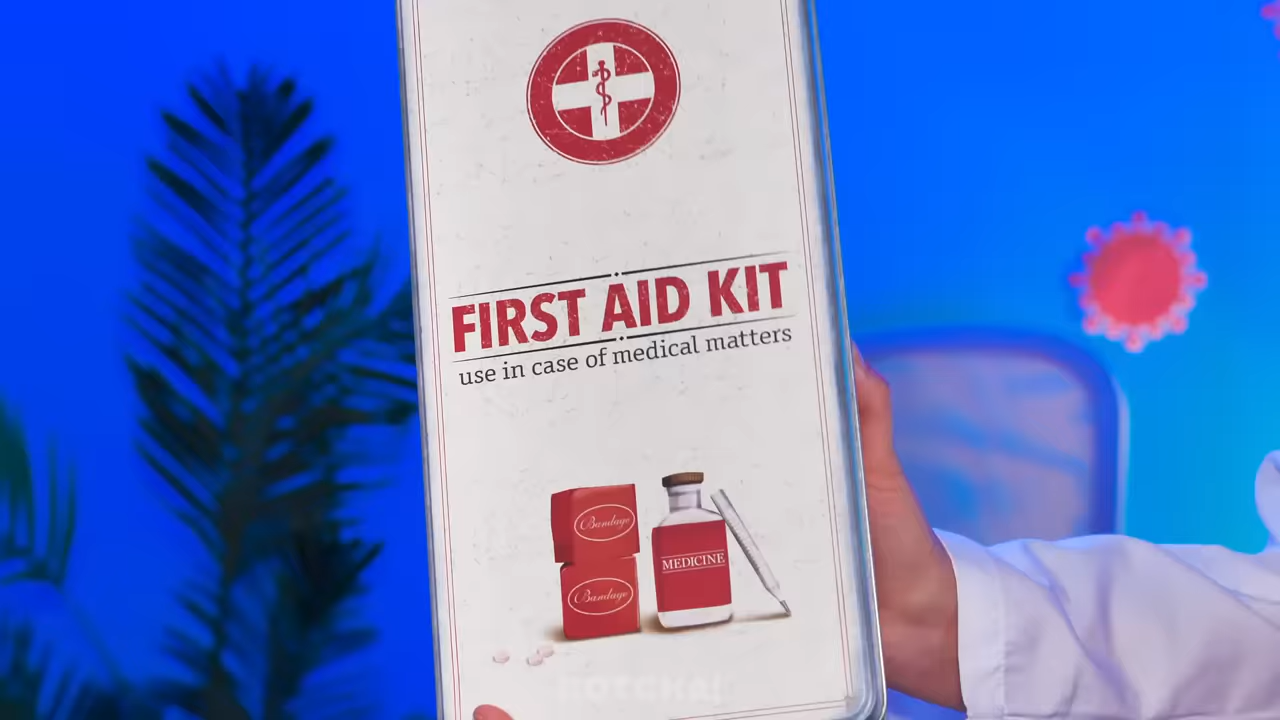 FIRST AID KIT
use in case of medical matters
Bandage
MEDICINE
Bandage